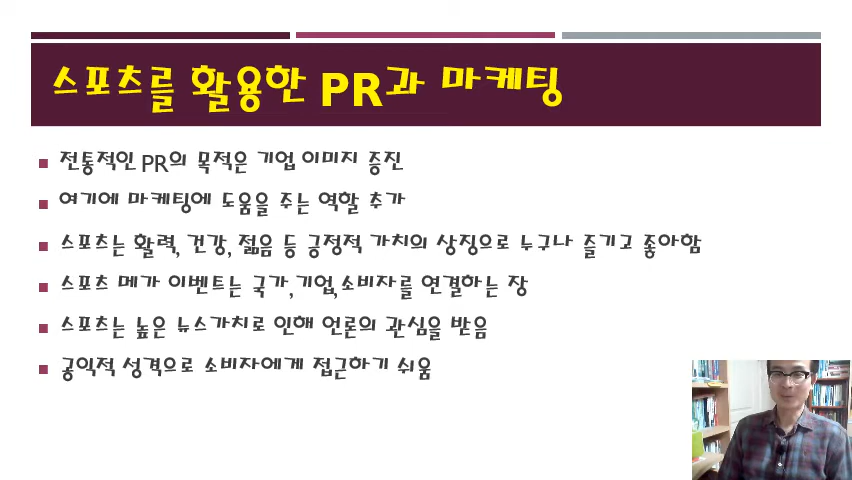 스포츠를 활용한 PR과 마케팅
전통적인 PR의 목적은 기업 이미지 증진
여기에 마케팅에 도움을 주는 역할 추가
스포츠는 활력, 건강, 젊음 등 긍정적 가치의 상징으로 누구나 즐기고 좋아함
스포츠 메가 이벤트는 국가,기업,소비자를 연결하는 장
스포츠는 높은 뉴스가치로 인해 언론의 관심을 받음
공익적 성격으로 소비자에게 접근하기 쉬움